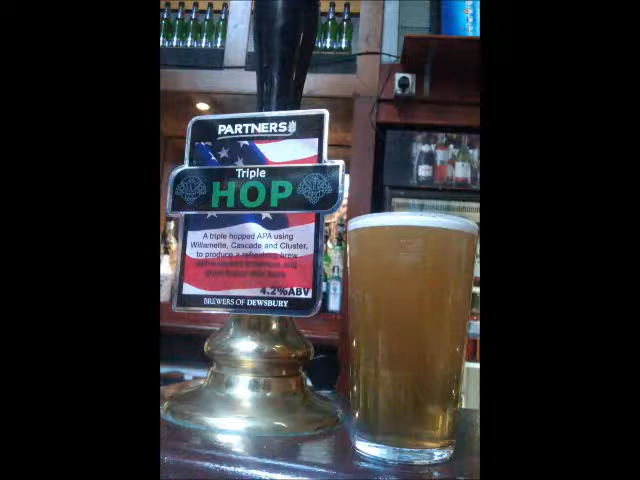 PARTNERS
Triple
HOP
A triple hopped APA using
Willamette, Cascade and Cluster,
to produce a refreshing brew
4.2%ABV
BREWERS OF DEWSBURY